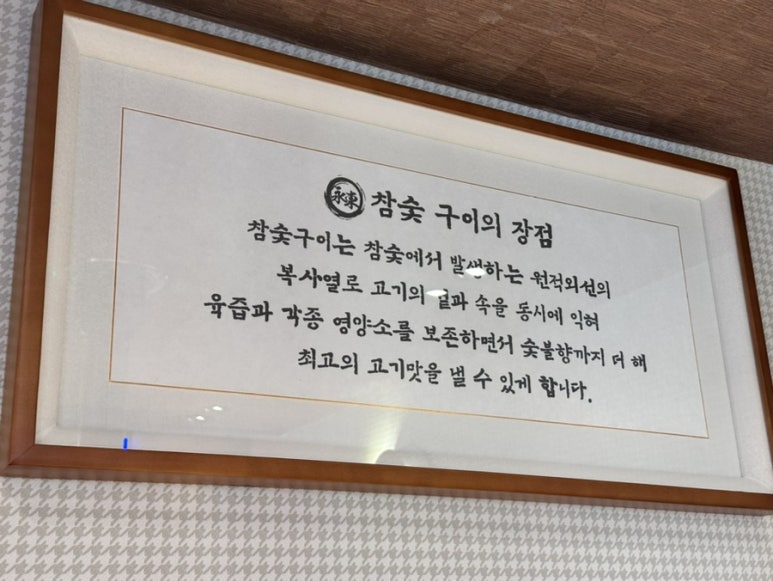 永東 참숯 구이의 장점
참숯구이는 참숯에서 발생하는 원적외선의
복사열로 고기의 겉과 속을 동시에 익혀
육즙과 각종 영양소를 보존하면서 숯불향까지 더해
최고의 고기맛을 낼 수 있게 합니다.